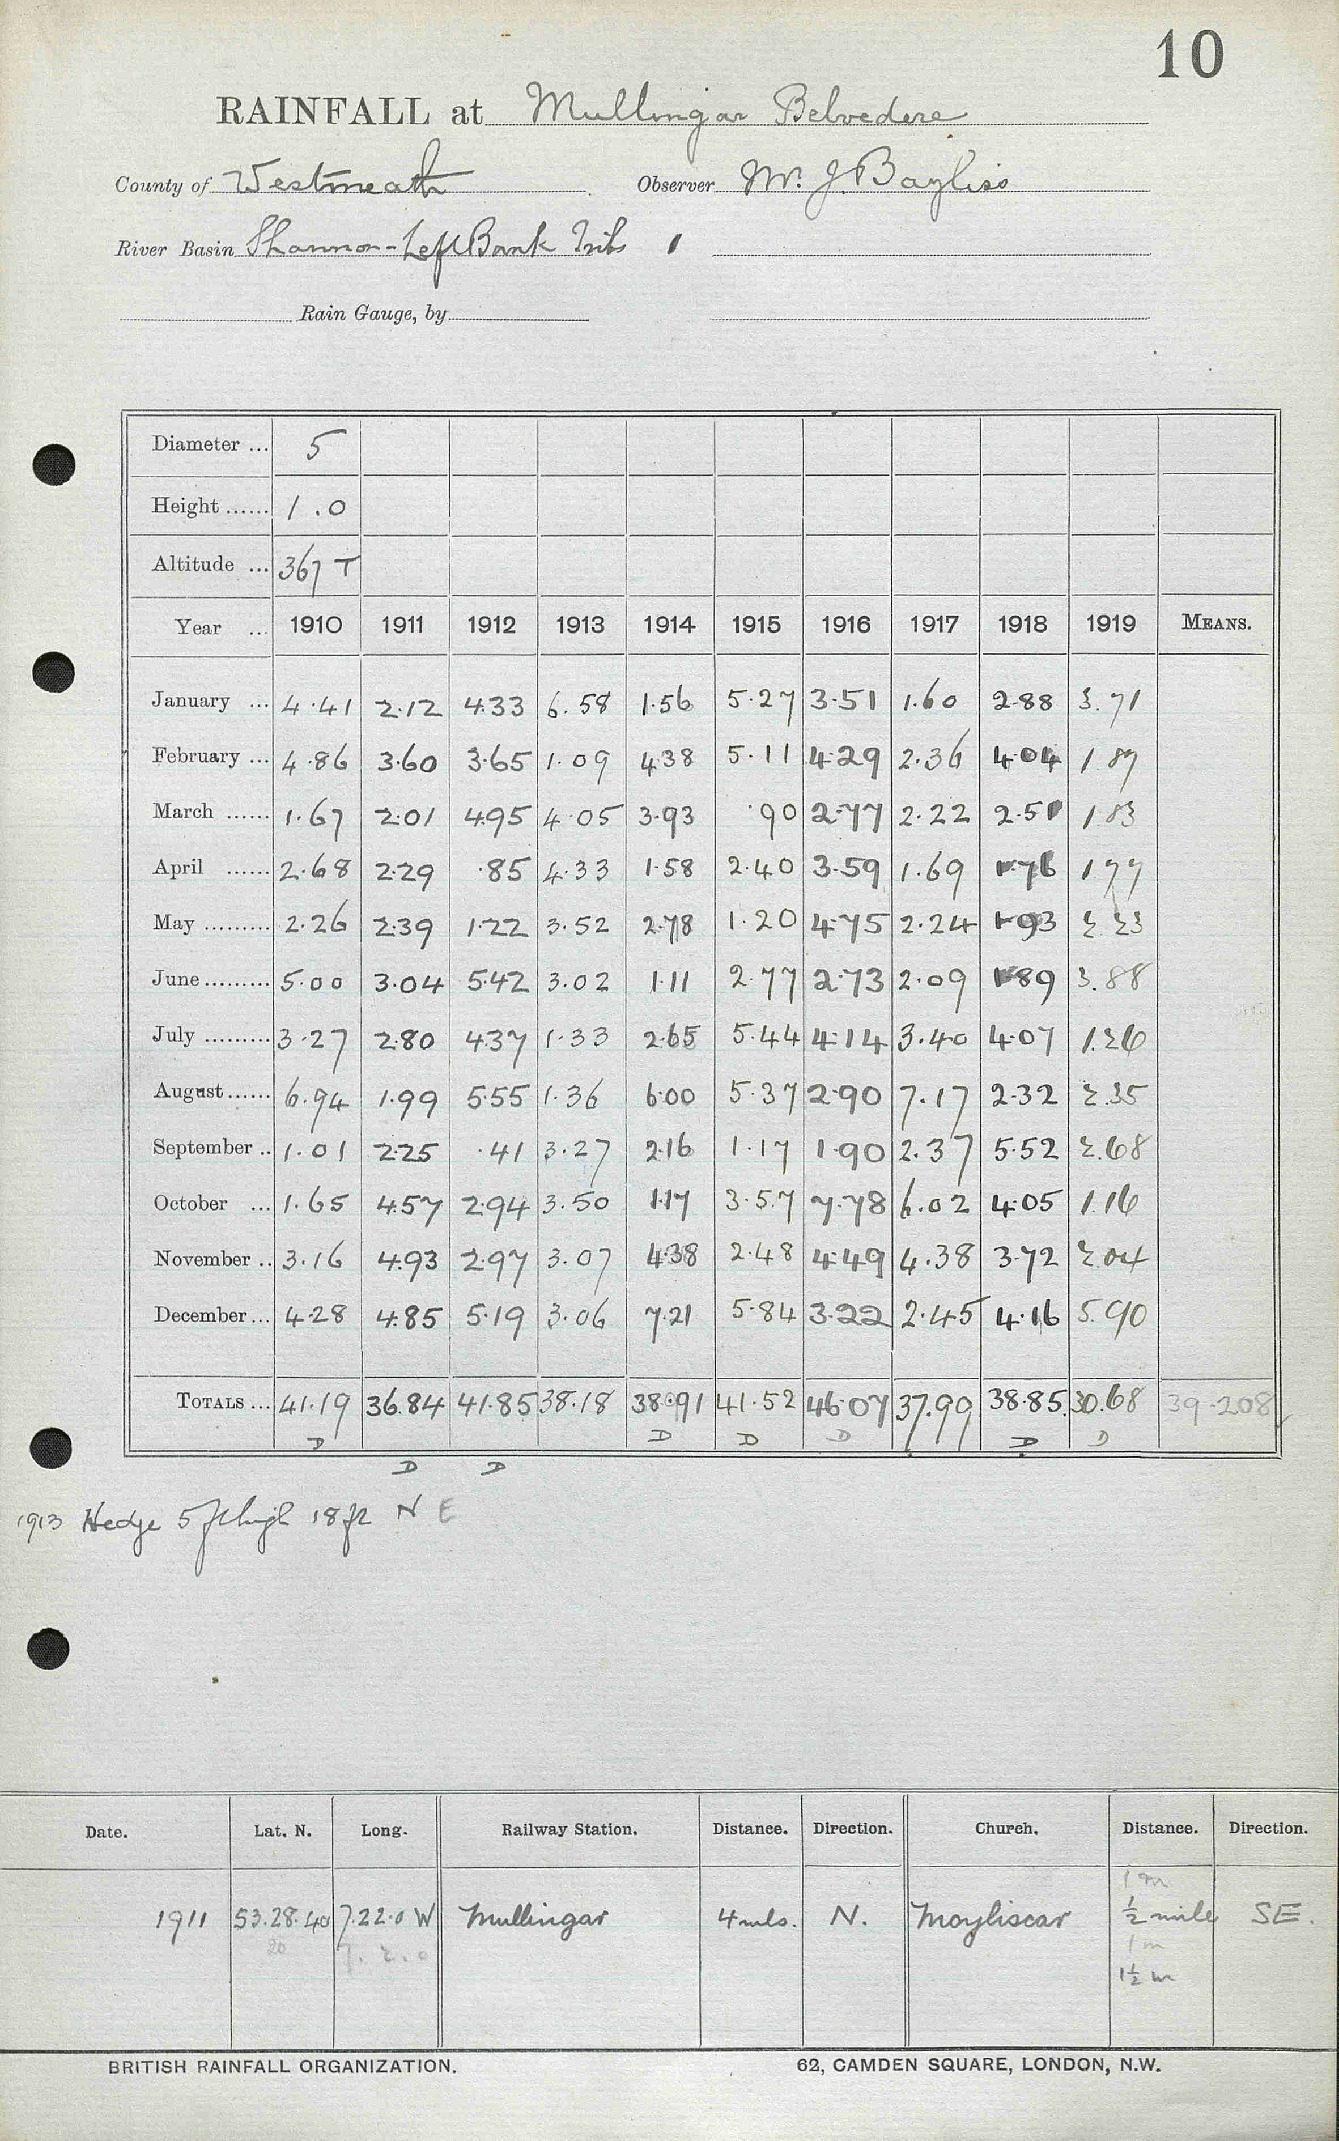 10
RAINFALL at Mullingar Belvedere
County of Westmeath Observer Mr. J. Bayliss
River Basin Shannon-Left Bank Tribs 1
Rain Gauge, by
Diameter ... 5
Height ...... 1.0
Altitude ... 367 T
Year ... 1910 1911 1912 1913 1914 1915 1916 1917 1918 1919 MEANS.
January ... 4.41 2.12 4.33 6.58 1.56 5.27 3.51 1.60 2.88 3.71
February ... 4.86 3.60 3.65 1.09 4.38 5.11 4.29 2.36 4.04 1.87
March ...... 1.67 2.01 4.95 4.05 3.93 .90 2.77 2.22 2.51 1.83
April ...... 2.68 2.29 .85 4.33 1.58 2.40 3.59 1.69 1.76 1.77
May ......... 2.26 2.39 1.22 3.52 2.78 1.20 4.75 2.24 1.93 2.23
June ......... 5.00 3.04 5.42 3.02 1.11 2.77 2.73 2.09 1.89 3.88
July ......... 3.27 2.80 4.37 1.33 2.65 5.44 4.14 3.40 4.07 1.26
August ...... 6.94 1.99 5.55 1.36 6.00 5.37 2.90 7.17 2.32 2.35
September .. 1.01 2.25 .41 3.27 2.16 1.17 1.90 2.37 5.52 2.68
October ... 1.65 4.57 2.94 3.50 1.17 3.57 7.78 6.02 4.05 1.16
November .. 3.16 4.93 2.97 3.07 4.38 2.48 4.49 4.38 3.72 2.04
December ... 4.28 4.85 5.19 3.06 7.21 5.84 3.22 2.45 4.16 5.90
TOTALS ... 41.19 36.84 41.85 38.18 38.91 41.52 46.07 37.99 38.85 30.68 39.208
D D D D D D
D D
1913 Hedge 5 ft high 18 ft N E
Date. Lat. N. Long. Railway Station. Distance. Direction. Church. Distance. Direction.
1 m
1911 53.28.40 7.22.0 W Mullingar 4 mls. N. Moyliscar ½ mile SE.
20 7. 2. 0 1 m
1½ m
BRITISH RAINFALL ORGANIZATION. 62, CAMDEN SQUARE, LONDON, N.W.